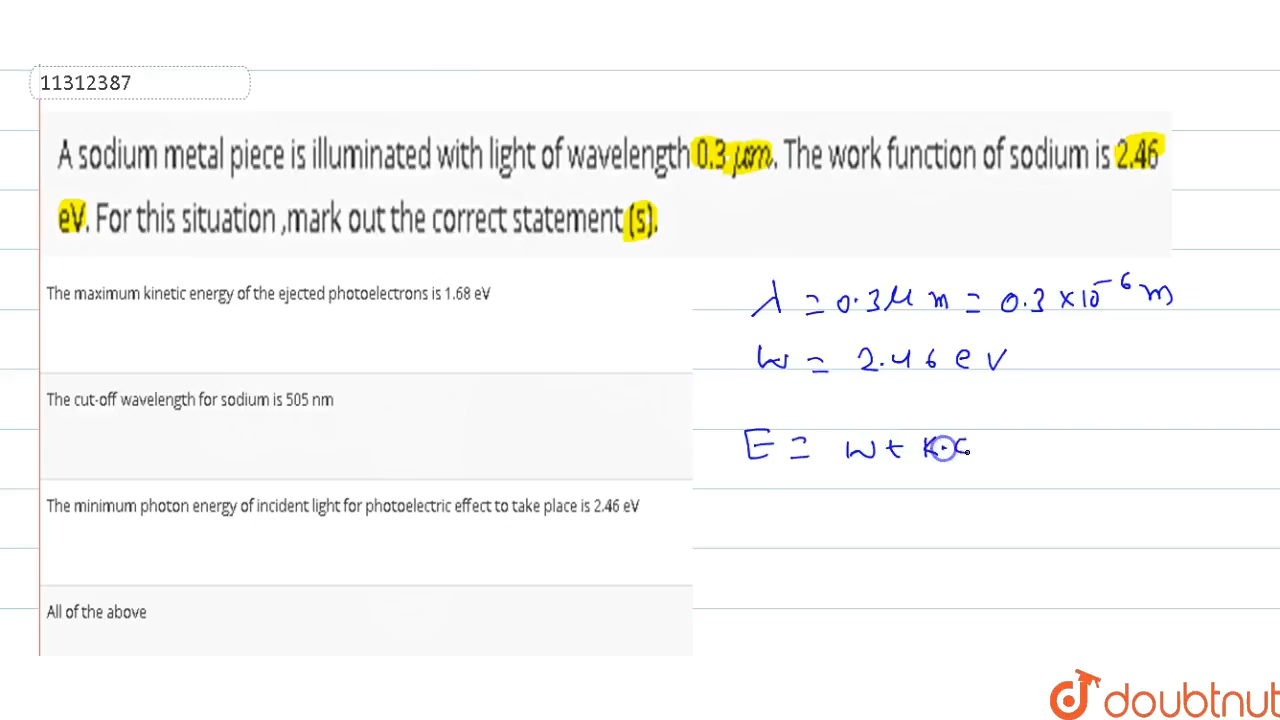 11312387
A sodium metal piece is illuminated with light of wavelength 0.3 μm. The work function of sodium is 2.46
eV. For this situation ,mark out the correct statement (s).
The maximum kinetic energy of the ejected photoelectrons is 1.68 eV
The cut-off wavelength for sodium is 505 nm
The minimum photon energy of incident light for photoelectric effect to take place is 2.46 eV
All of the above
λ = 0.3 μ m = 0.3 × 10⁻⁶ m
W = 2.46 e V
E = W +
doubtnut